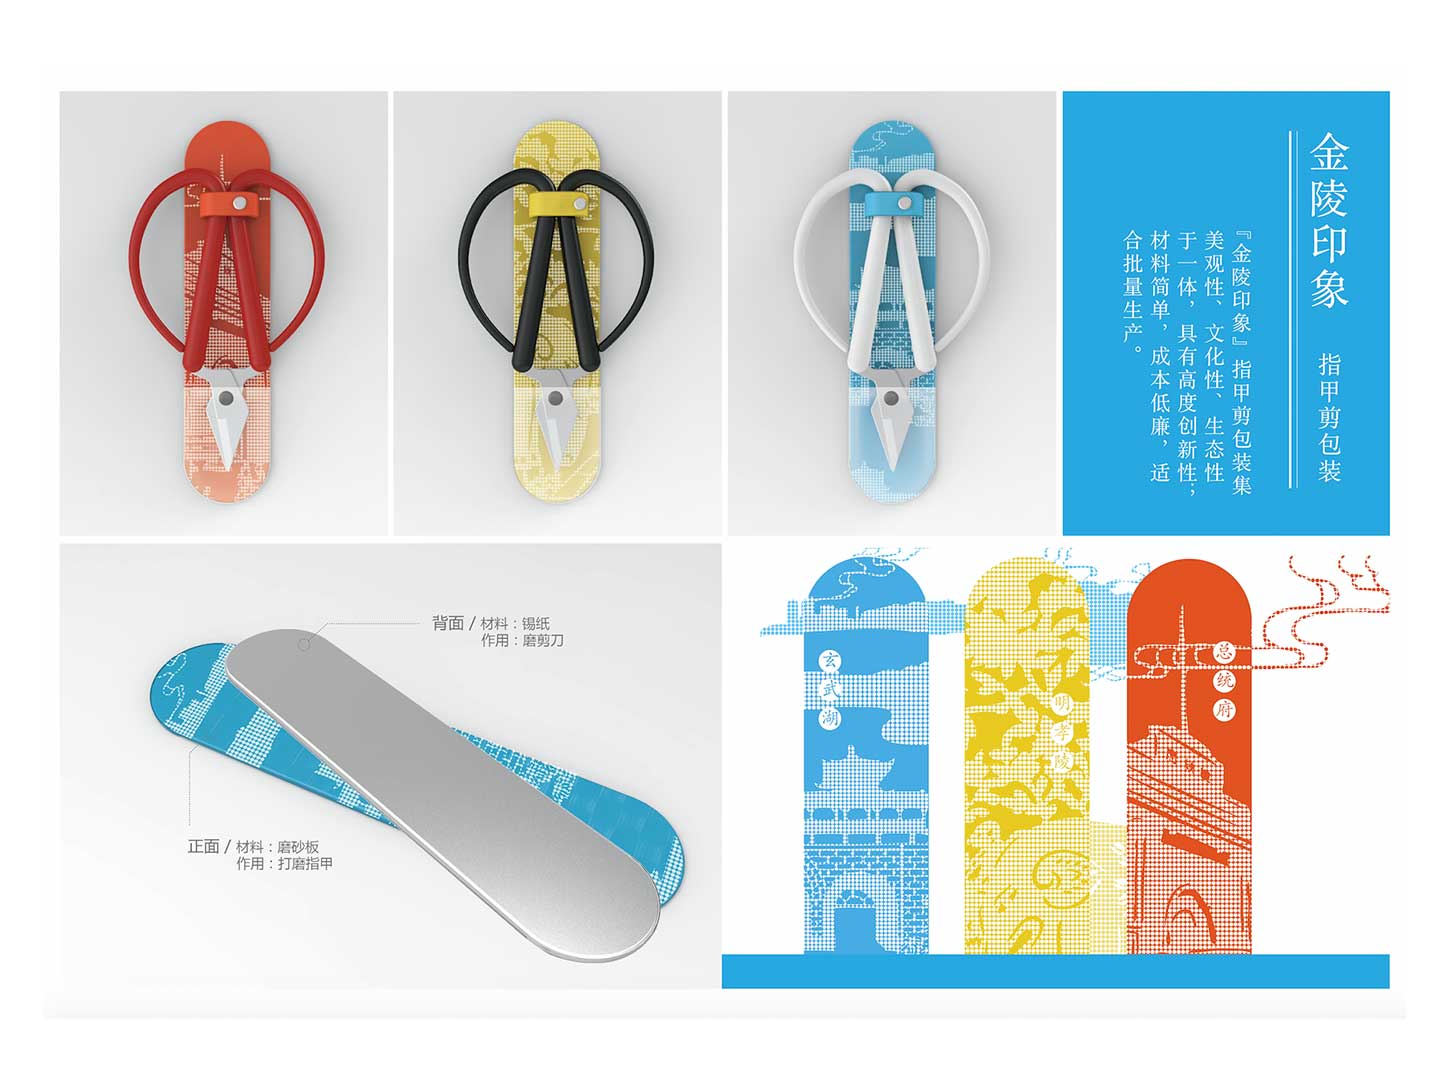 金陵印象
指甲剪包装
『金陵印象』指甲剪包装集
美观性、文化性、生态性
于一体，具有高度创新性；
材料简单，成本低廉，适
合批量生产。
背面 / 材料：锡纸
作用：磨剪刀
正面 / 材料：磨砂板
作用：打磨指甲
玄武湖
明孝陵
总统府